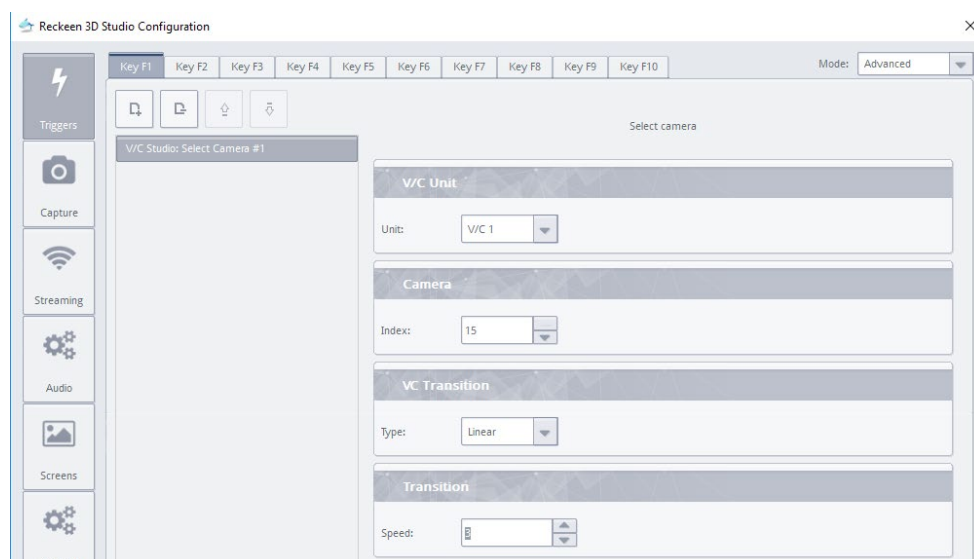 Reckeen 3D Studio Configuration
Key F1 Key F2 Key F3 Key F4 Key F5 Key F6 Key F7 Key F8 Key F9 Key F10
Mode: Advanced
Triggers
Select camera
V/C Studio: Select Camera #1
V/C Unit
Capture
Unit: V/C 1
Camera
Streaming
Index: 15
VC Transition
Audio
Type: Linear
Screens
Transition
Speed: